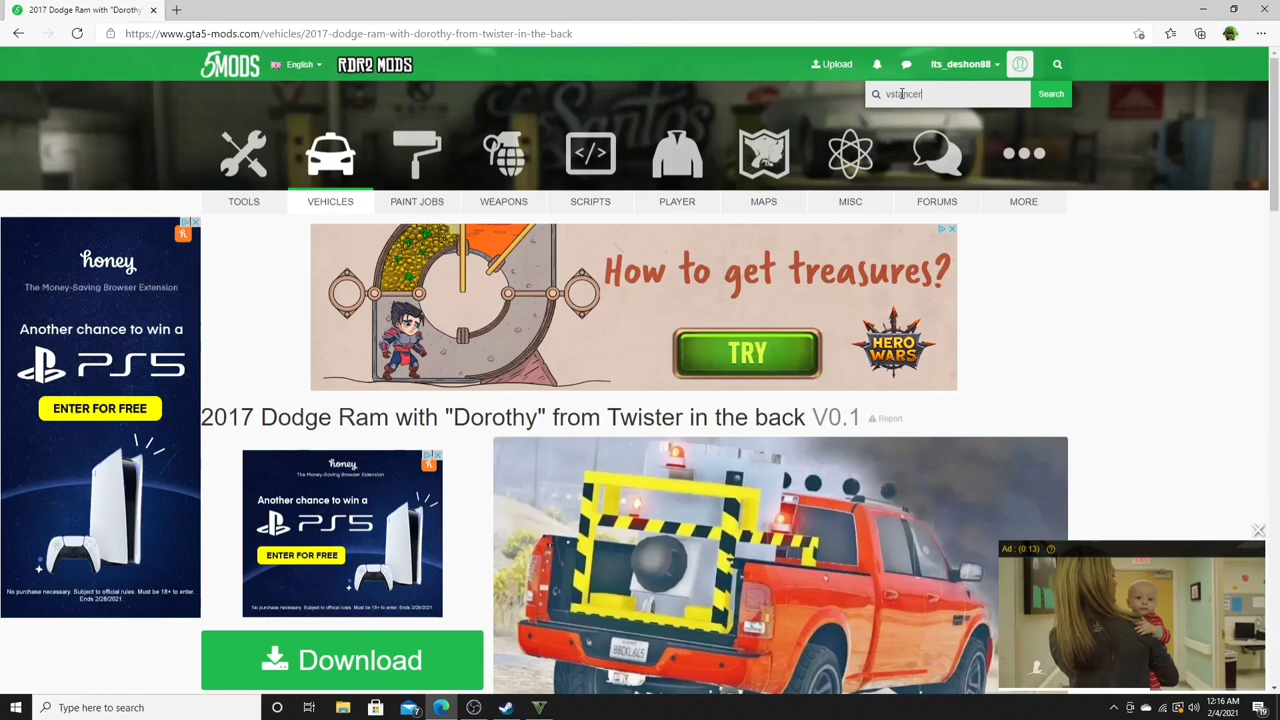 2017 Dodge Ram with "Dorothy"
https://www.gta5-mods.com/vehicles/2017-dodge-ram-with-dorothy-from-twister-in-the-back
5MODS
English
RDR2 MODS
Upload
Its_deshon88
vstancer
Search
TOOLS
VEHICLES
PAINT JOBS
WEAPONS
SCRIPTS
PLAYER
MAPS
MISC
FORUMS
MORE
honey
The Money-Saving Browser Extension
Another chance to win a
PS5
ENTER FOR FREE
No purchase necessary. Subject to official rules. Must be 18+ to enter.
Ends 2/28/2021.
How to get treasures?
TRY
HERO
WARS
2017 Dodge Ram with "Dorothy" from Twister in the back V0.1
Report
honey
The Money-Saving Browser Extension
Another chance to win a
PS5
ENTER FOR FREE
No purchase necessary. Subject to official rules. Must be 18+ to enter. Ends 2/28/2021.
Download
Ad : (0:13)
Type here to search
7
12:16 AM
2/4/2021
19